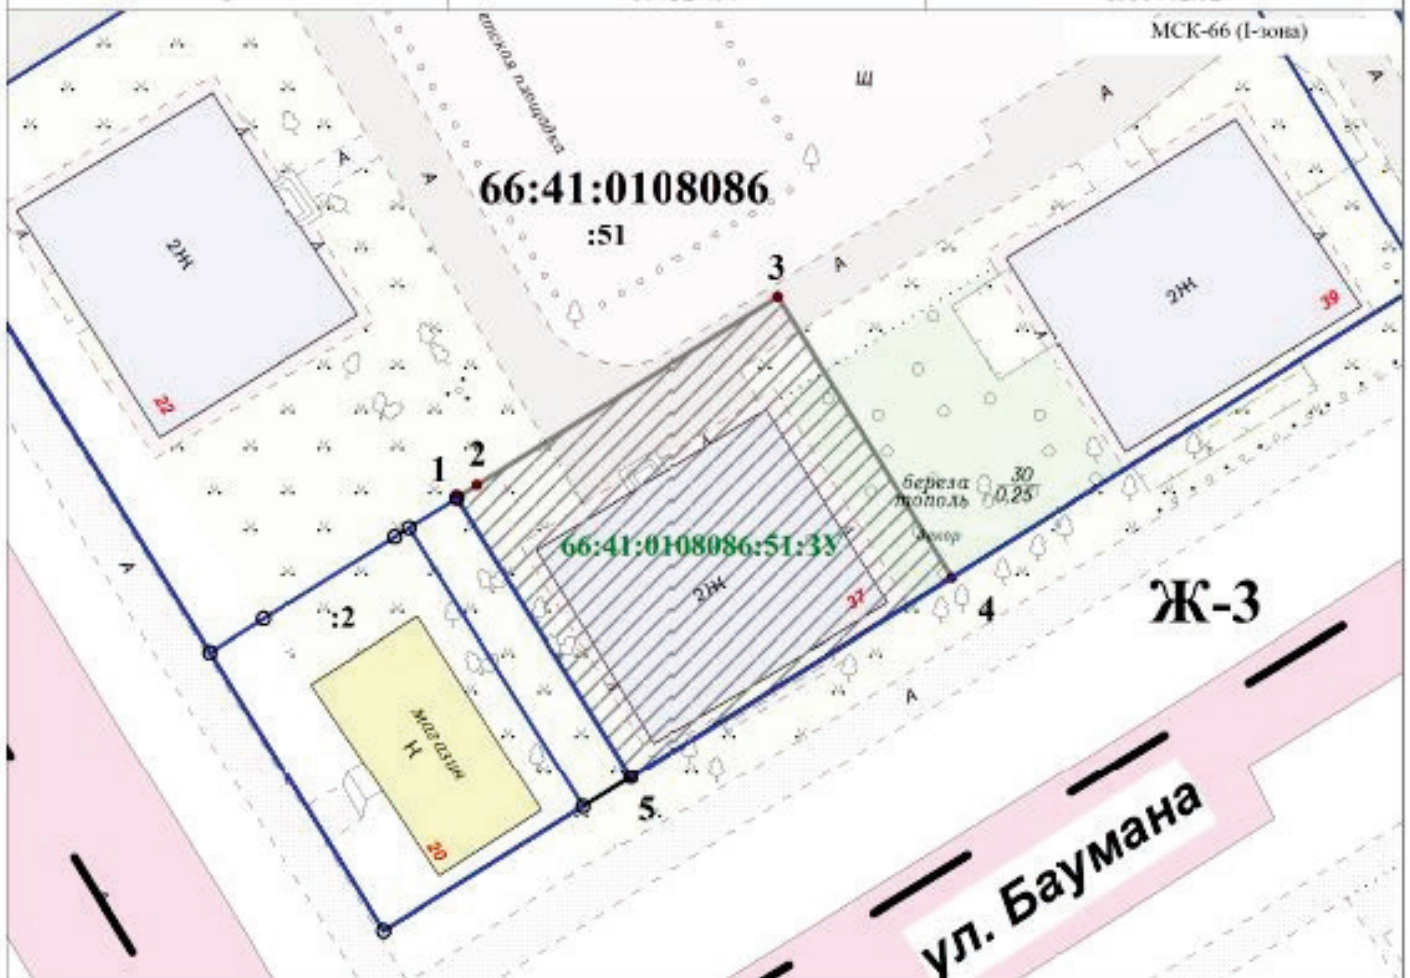 МСК-66 (I-зона)
Щ
А
А
А
А
66:41:0108086
:51
2Ж
А
3
2Ж
39
22
1
2
береза
тополь
30
0,25
66:41:0108086:51:ЗУ
2Ж
37
4
Ж-3
А
:2
А
магазин
Н
20
5.
ул. Баумана